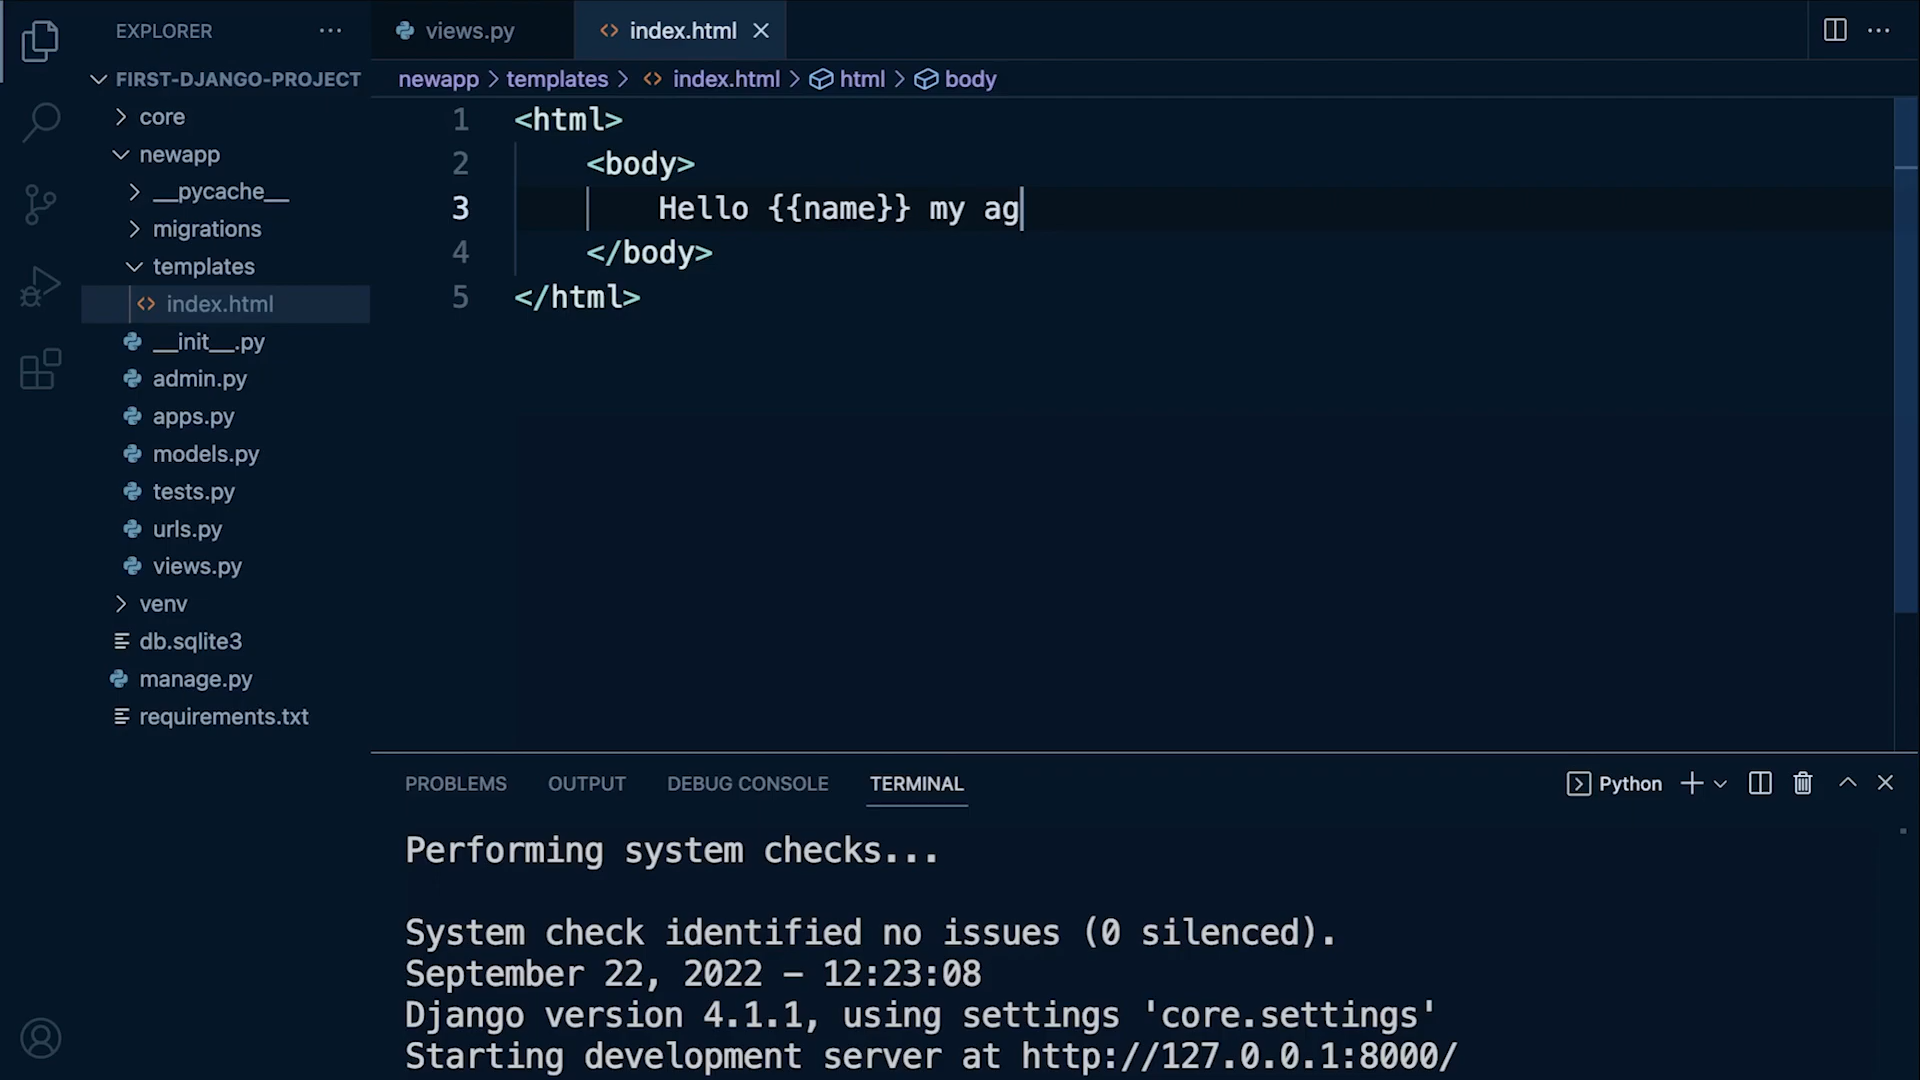 EXPLORER
FIRST-DJANGO-PROJECT
core
newapp
__pycache__
migrations
templates
index.html
__init__.py
admin.py
apps.py
models.py
tests.py
urls.py
views.py
venv
db.sqlite3
manage.py
requirements.txt
views.py index.html
newapp > templates > index.html > html > body
1 <html>
2 <body>
3 Hello {{name}} my ag
4 </body>
5 </html>
PROBLEMS OUTPUT DEBUG CONSOLE TERMINAL Python
Performing system checks...
System check identified no issues (0 silenced).
September 22, 2022 - 12:23:08
Django version 4.1.1, using settings 'core.settings'
Starting development server at http://127.0.0.1:8000/